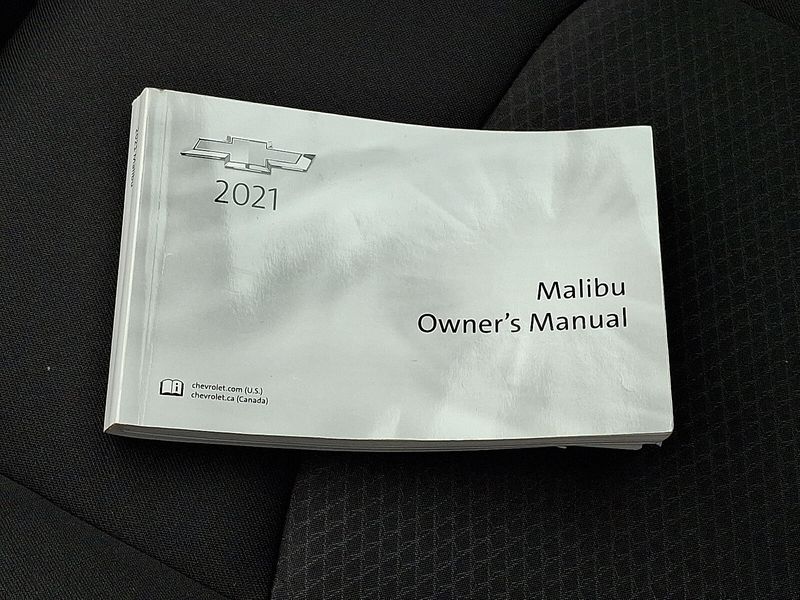 2021
Malibu
Owner's Manual
chevrolet.com (U.S.)
chevrolet.ca (Canada)